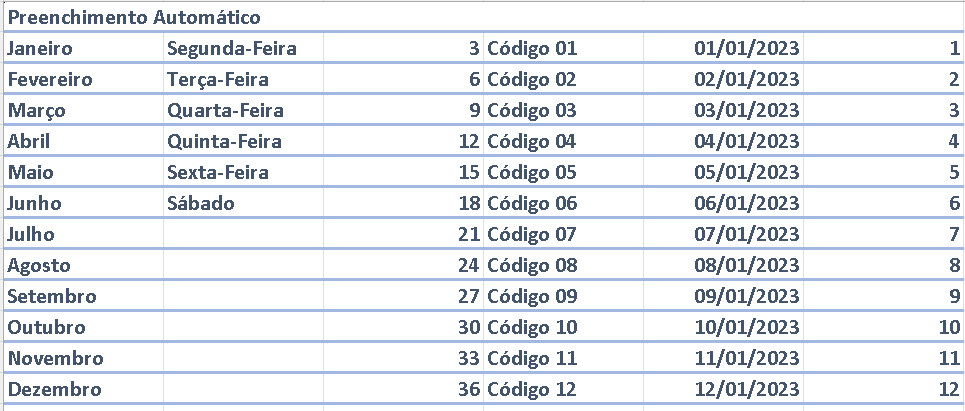 Preenchimento Automático
Janeiro Segunda-Feira 3 Código 01 01/01/2023 1
Fevereiro Terça-Feira 6 Código 02 02/01/2023 2
Março Quarta-Feira 9 Código 03 03/01/2023 3
Abril Quinta-Feira 12 Código 04 04/01/2023 4
Maio Sexta-Feira 15 Código 05 05/01/2023 5
Junho Sábado 18 Código 06 06/01/2023 6
Julho 21 Código 07 07/01/2023 7
Agosto 24 Código 08 08/01/2023 8
Setembro 27 Código 09 09/01/2023 9
Outubro 30 Código 10 10/01/2023 10
Novembro 33 Código 11 11/01/2023 11
Dezembro 36 Código 12 12/01/2023 12